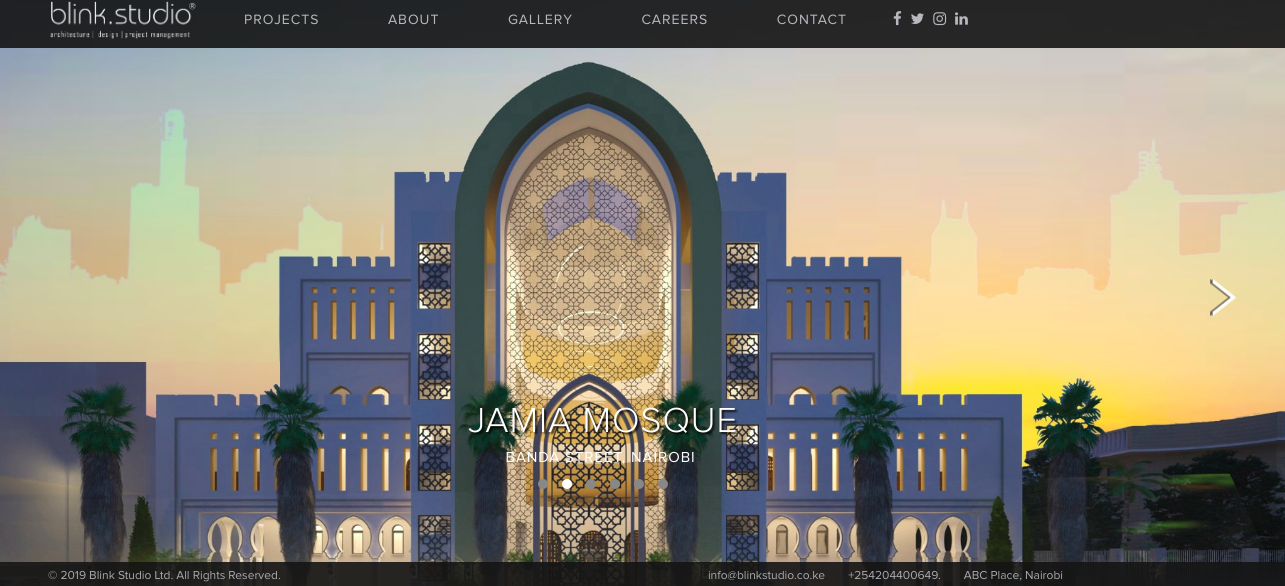 blink.studio®
architecture | design | project management
PROJECTS ABOUT GALLERY CAREERS CONTACT
JAMIA MOSQUE
BANDA STREET, NAIROBI
© 2019 Blink Studio Ltd. All Rights Reserved. info@blinkstudio.co.ke +254204400649. ABC Place, Nairobi